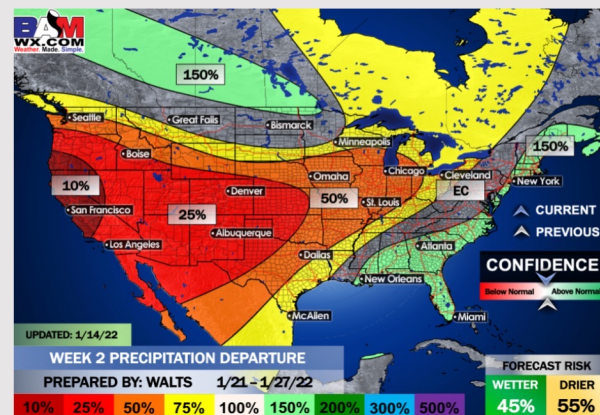 BAM
WX.COM
Weather. Made. Simple.
150%
Seattle
Great Falls
Bismarck
Minneapolis
150%
Boise
Omaha
Chicago
Cleveland
New York
10%
Denver
50%
St. Louis
EC
San Francisco
25%
CURRENT
Albuquerque
PREVIOUS
Los Angeles
Atlanta
Dallas
CONFIDENCE
New Orleans
Below Normal
Above Normal
McAllen
Miami
UPDATED: 1/14/22
WEEK 2 PRECIPITATION DEPARTURE
PREPARED BY: WALTS 1/21 - 1/27/22
FORECAST RISK
WETTER DRIER
45% 55%
10% 25% 50% 75% 100% 150% 200% 300% 500%